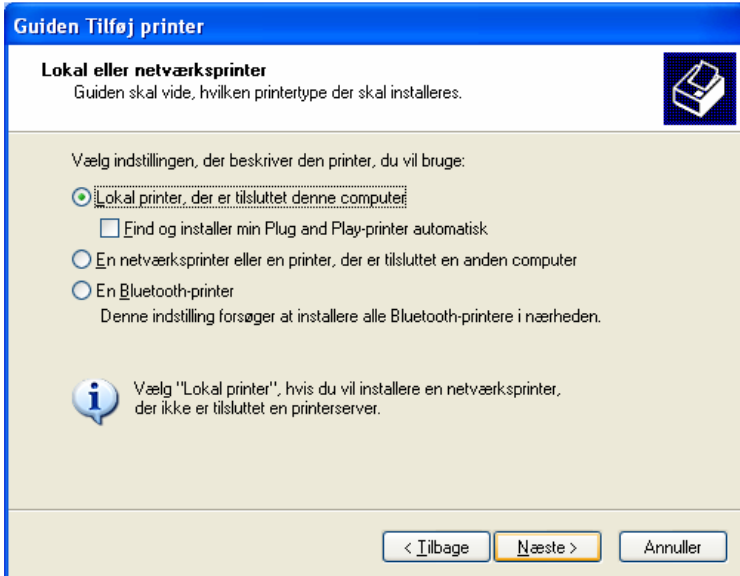 Guiden Tilføj printer
Lokal eller netværksprinter
Guiden skal vide, hvilken printertype der skal installeres.
Vælg indstillingen, der beskriver den printer, du vil bruge:
Lokal printer, der er tilsluttet denne computer
Find og installer min Plug and Play-printer automatisk
En netværksprinter eller en printer, der er tilsluttet en anden computer
En Bluetooth-printer
Denne indstilling forsøger at installere alle Bluetooth-printere i nærheden.
Vælg "Lokal printer", hvis du vil installere en netværksprinter,
der ikke er tilsluttet en printerserver.
< Tilbage Næste > Annuller